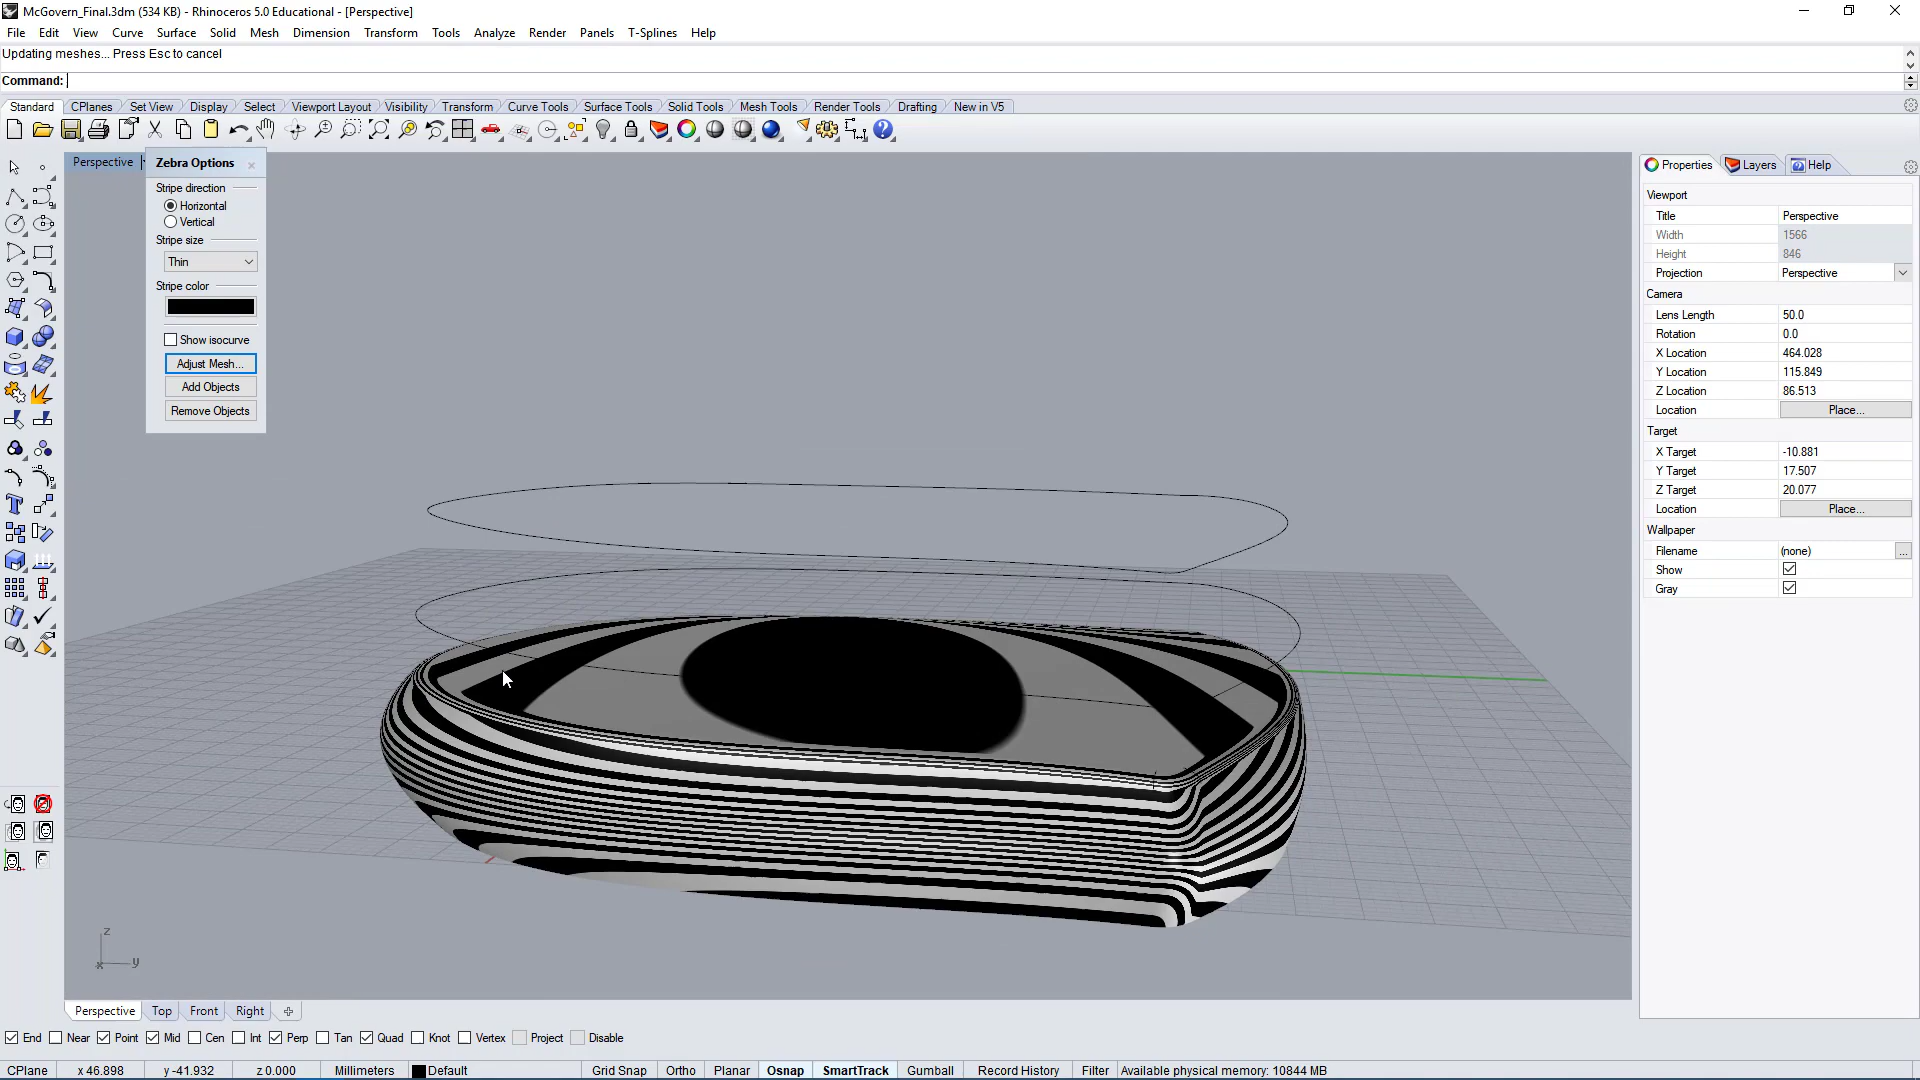 McGovern_Final.3dm (534 KB) - Rhinoceros 5.0 Educational - [Perspective]
File Edit View Curve Surface Solid Mesh Dimension Transform Tools Analyze Render Panels T-Splines Help
Updating meshes... Press Esc to cancel
Command:
Standard CPlanes Set View Display Select Viewport Layout Visibility Transform Curve Tools Surface Tools Solid Tools Mesh Tools Render Tools Drafting New in V5
Perspective
Zebra Options
Stripe direction
Horizontal
Vertical
Stripe size
Thin
Stripe color
Show isocurve
Adjust Mesh...
Add Objects
Remove Objects
Properties Layers Help
Viewport
Title Perspective
Width 1566
Height 846
Projection Perspective
Camera
Lens Length 50.0
Rotation 0.0
X Location 464.028
Y Location 115.849
Z Location 86.513
Location Place...
Target
X Target -10.881
Y Target 17.507
Z Target 20.077
Location Place...
Wallpaper
Filename (none) ...
Show
Gray
z
x y
Perspective Top Front Right
End Near Point Mid Cen Int Perp Tan Quad Knot Vertex Project Disable
CPlane x 46.898 y -41.932 z 0.000 Millimeters Default Grid Snap Ortho Planar Osnap SmartTrack Gumball Record History Filter Available physical memory: 10844 MB